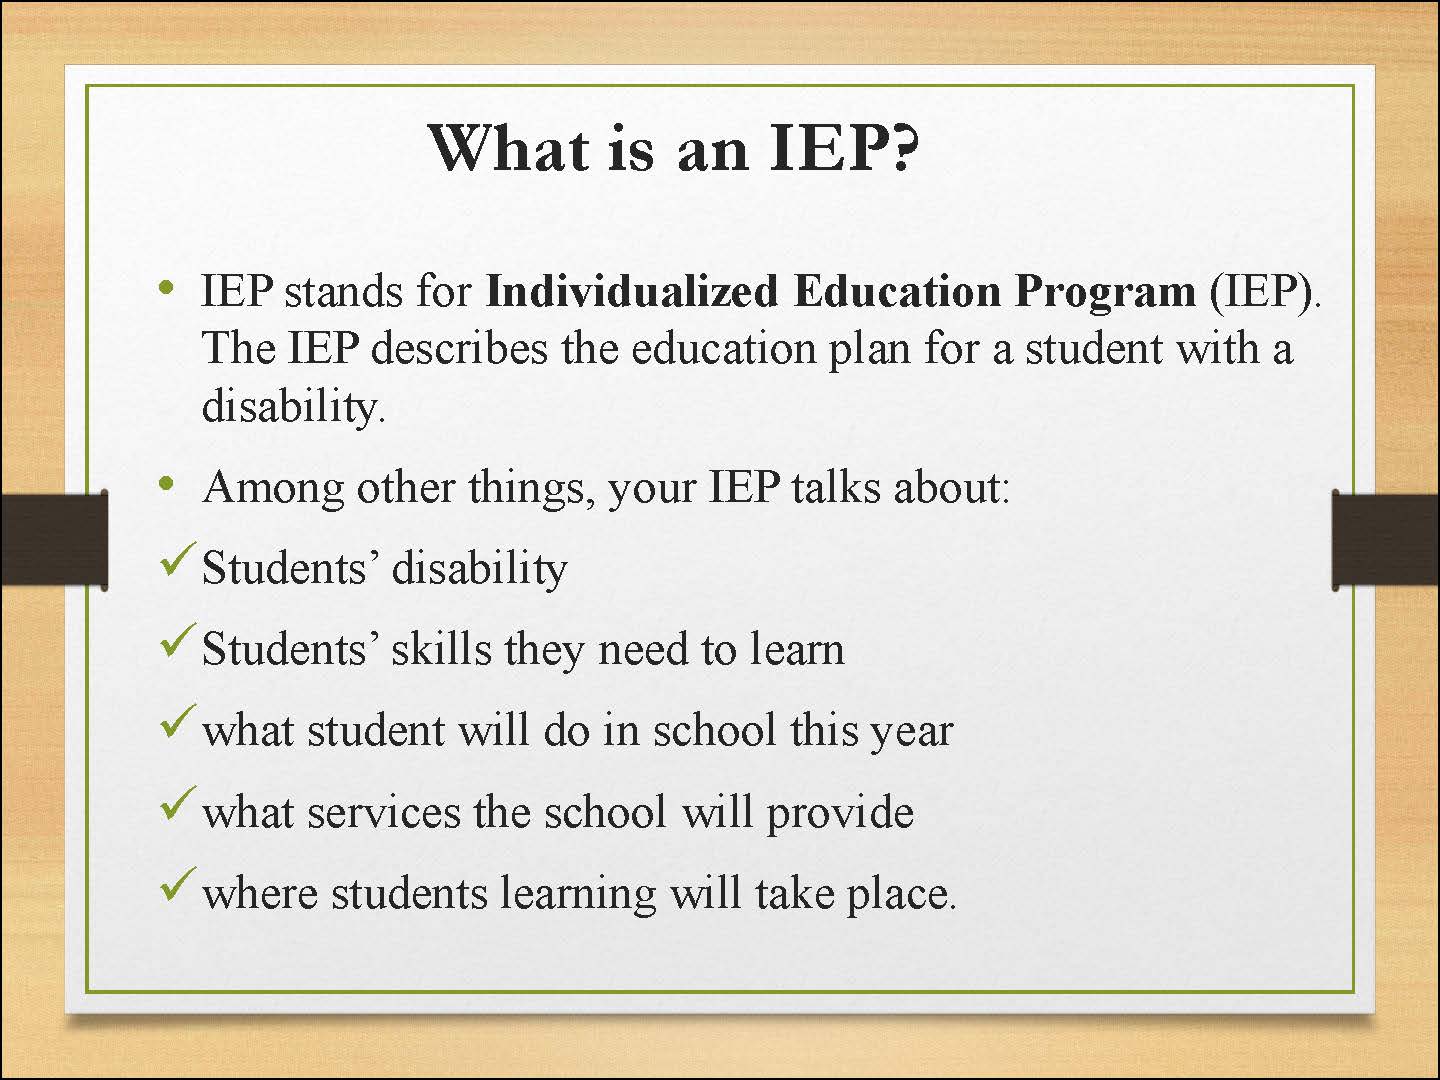 What is an IEP?
• IEP stands for Individualized Education Program (IEP).
The IEP describes the education plan for a student with a
disability.
• Among other things, your IEP talks about:
✓Students’ disability
✓Students’ skills they need to learn
✓what student will do in school this year
✓what services the school will provide
✓where students learning will take place.